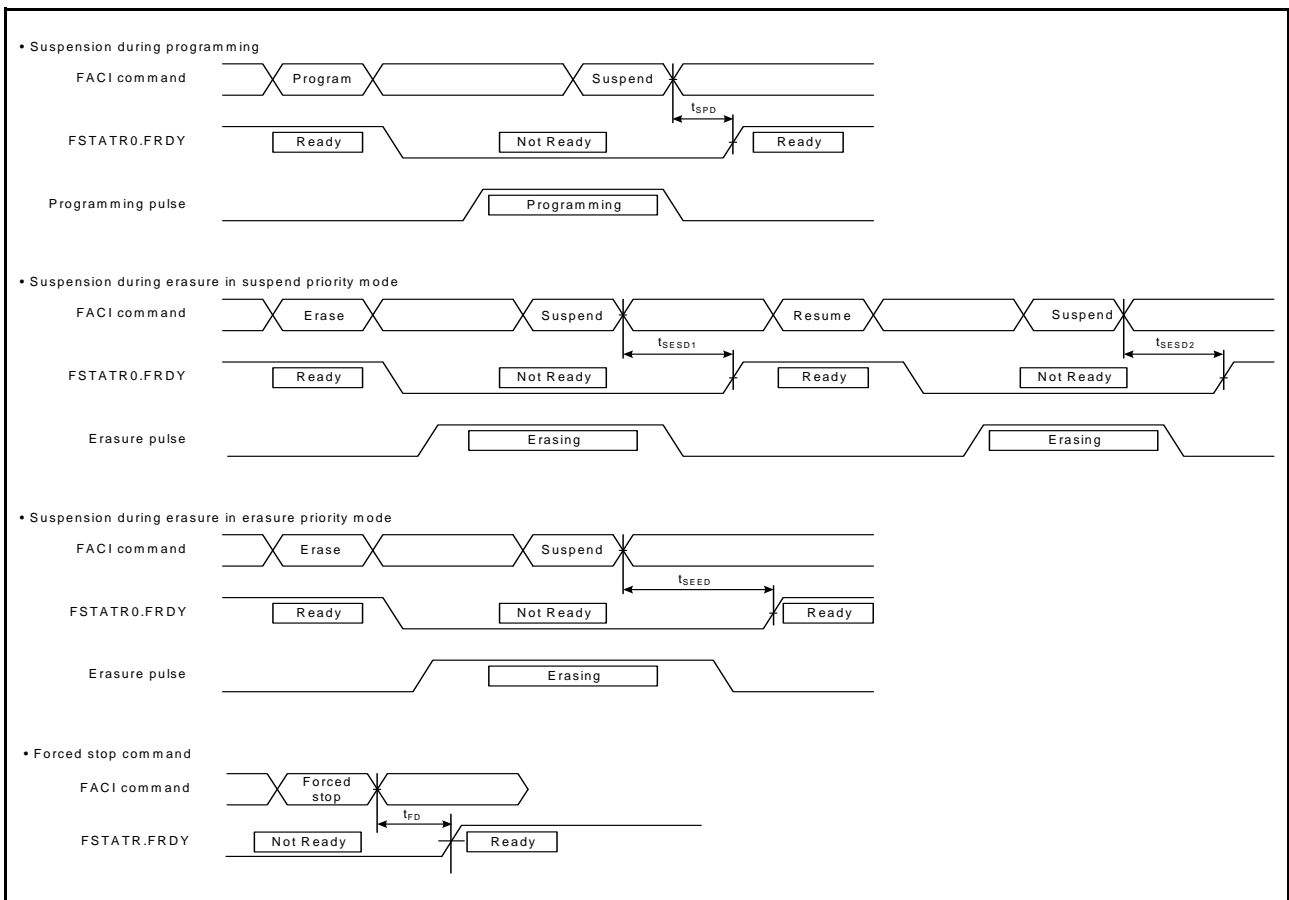 • Suspension during programming
FACI command Program Suspend
tSPD
FSTATR0.FRDY Ready Not Ready Ready
Programming pulse Programming
• Suspension during erasure in suspend priority mode
FACI command Erase Suspend Resume Suspend
tSESD1 tSESD2
FSTATR0.FRDY Ready Not Ready Ready Not Ready
Erasure pulse Erasing Erasing
• Suspension during erasure in erasure priority mode
FACI command Erase Suspend
tSEED
FSTATR0.FRDY Ready Not Ready Ready
Erasure pulse Erasing
• Forced stop command
FACI command Forced stop
tFD
FSTATR.FRDY Not Ready Ready